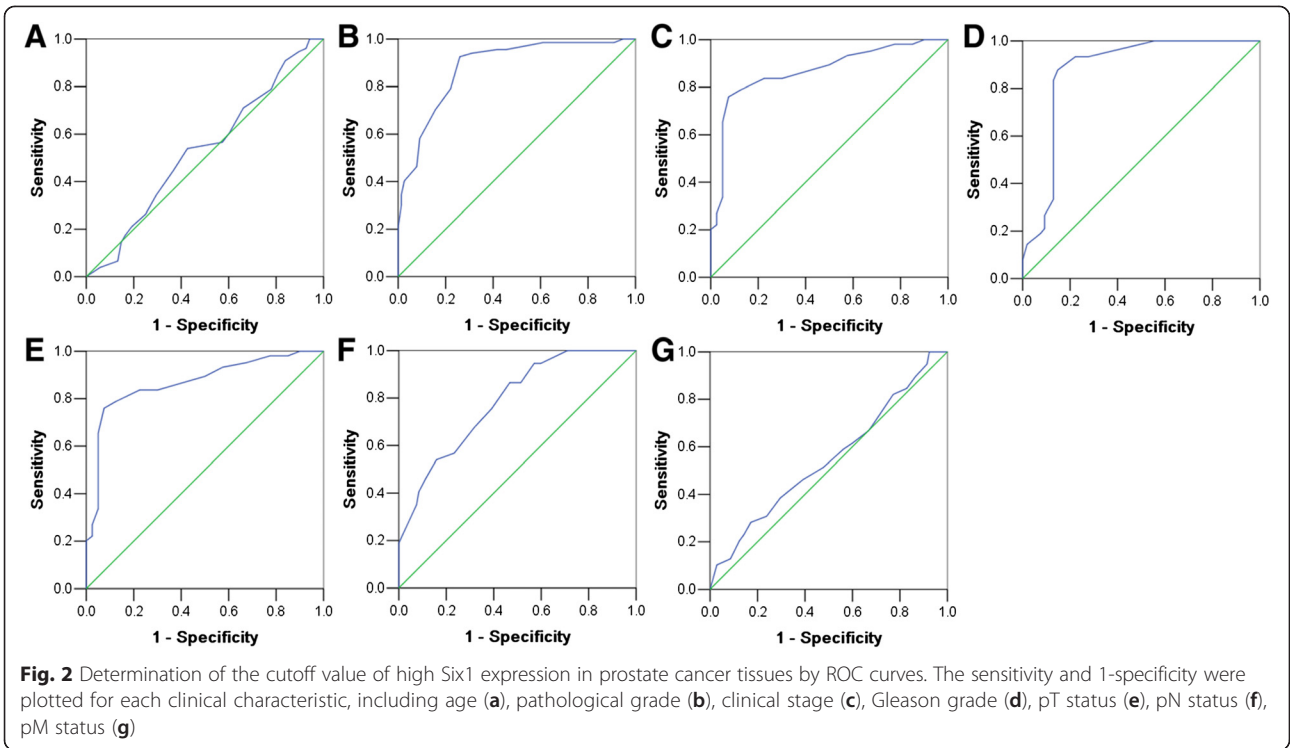 A
B
C
D
1.0
0.8
0.6
0.4
0.2
0.0
Sensitivity
0.0 0.2 0.4 0.6 0.8 1.0
1 - Specificity
1.0
0.8
0.6
0.4
0.2
0.0
Sensitivity
0.0 0.2 0.4 0.6 0.8 1.0
1 - Specificity
1.0
0.8
0.6
0.4
0.2
0.0
Sensitivity
0.0 0.2 0.4 0.6 0.8 1.0
1 - Specificity
1.0
0.8
0.6
0.4
0.2
0.0
Sensitivity
0.0 0.2 0.4 0.6 0.8 1.0
1 - Specificity
E
F
G
1.0
0.8
0.6
0.4
0.2
0.0
Sensitivity
0.0 0.2 0.4 0.6 0.8 1.0
1 - Specificity
1.0
0.8
0.6
0.4
0.2
0.0
Sensitivity
0.0 0.2 0.4 0.6 0.8 1.0
1 - Specificity
1.0
0.8
0.6
0.4
0.2
0.0
Sensitivity
0.0 0.2 0.4 0.6 0.8 1.0
1 - Specificity
Fig. 2 Determination of the cutoff value of high Six1 expression in prostate cancer tissues by ROC curves. The sensitivity and 1-specificity were
plotted for each clinical characteristic, including age (a), pathological grade (b), clinical stage (c), Gleason grade (d), pT status (e), pN status (f),
pM status (g)